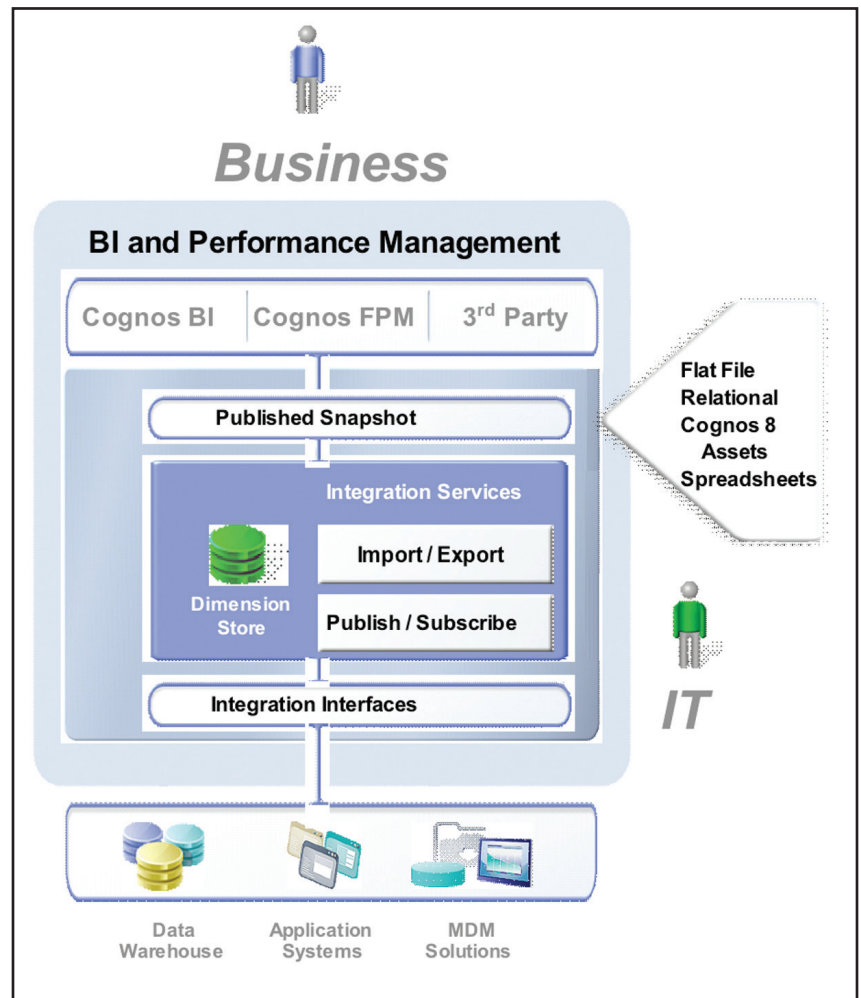 Business
BI and Performance Management
Cognos BI
Cognos FPM
3rd Party
Published Snapshot
Flat File
Relational
Cognos 8
Assets
Spreadsheets
Integration Services
Import / Export
Dimension
Store
Publish / Subscribe
Integration Interfaces
IT
Data
Warehouse
Application
Systems
MDM
Solutions